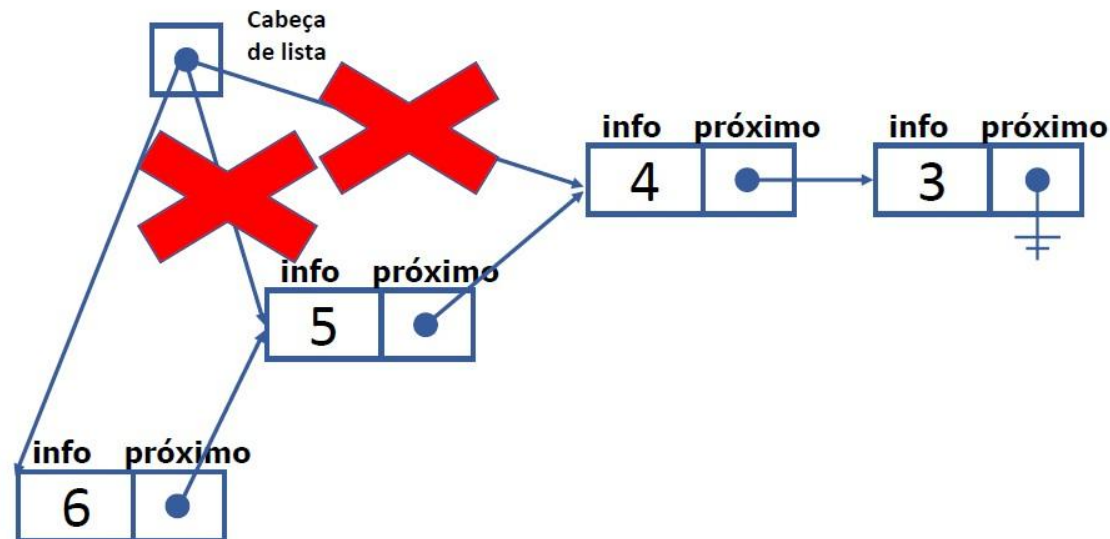 Cabeça
de lista
info próximo info próximo
4 3
info próximo
5
info próximo
6